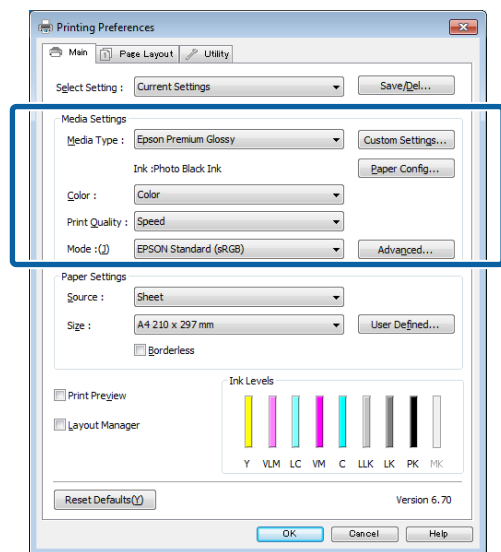 Printing Preferences
Main Page Layout Utility
Select Setting : Current Settings Save/Del...
Media Settings
Media Type : Epson Premium Glossy Custom Settings...
Ink :Photo Black Ink Paper Config...
Color : Color
Print Quality : Speed
Mode :(J) EPSON Standard (sRGB) Advanced...
Paper Settings
Source : Sheet
Size : A4 210 x 297 mm User Defined...
Borderless
Ink Levels
Print Preview
Layout Manager
Y VLM LC VM C LLK LK PK MK
Reset Defaults(Y) Version 6.70
OK Cancel Help